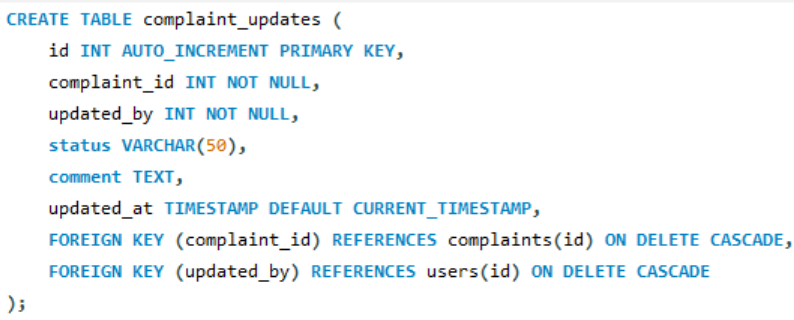 CREATE TABLE complaint_updates (
    id INT AUTO_INCREMENT PRIMARY KEY,
    complaint_id INT NOT NULL,
    updated_by INT NOT NULL,
    status VARCHAR(50),
    comment TEXT,
    updated_at TIMESTAMP DEFAULT CURRENT_TIMESTAMP,
    FOREIGN KEY (complaint_id) REFERENCES complaints(id) ON DELETE CASCADE,
    FOREIGN KEY (updated_by) REFERENCES users(id) ON DELETE CASCADE
);